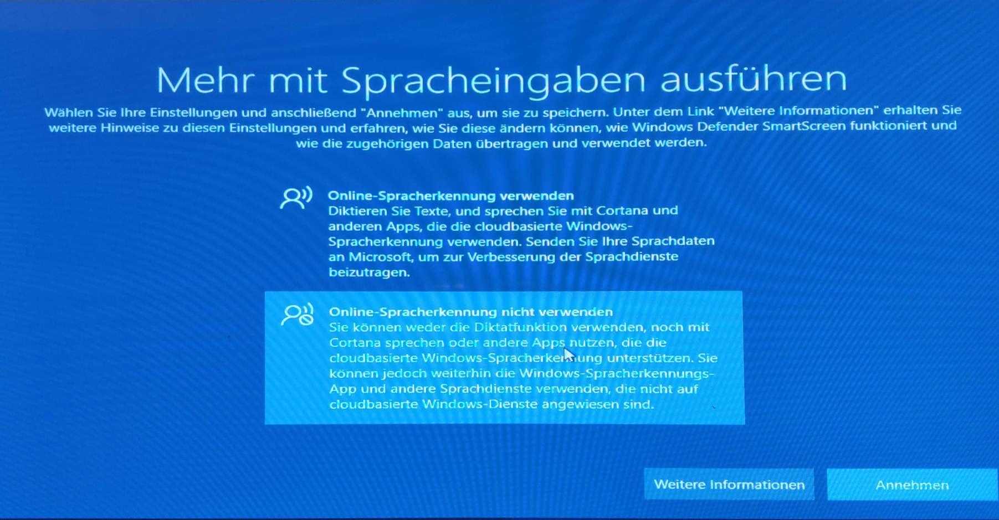 Mehr mit Spracheingaben ausführen
Wählen Sie Ihre Einstellungen und anschließend "Annehmen" aus, um sie zu speichern. Unter dem Link "Weitere Informationen" erhalten Sie
weitere Hinweise zu diesen Einstellungen und erfahren, wie Sie diese ändern können, wie Windows Defender SmartScreen funktioniert und
wie die zugehörigen Daten übertragen und verwendet werden.
Online-Spracherkennung verwenden
Diktieren Sie Texte, und sprechen Sie mit Cortana und
anderen Apps, die die cloudbasierte Windows-
Spracherkennung verwenden. Senden Sie Ihre Sprachdaten
an Microsoft, um zur Verbesserung der Sprachdienste
beizutragen.
Online-Spracherkennung nicht verwenden
Sie können weder die Diktatfunktion verwenden, noch mit
Cortana sprechen oder andere Apps nutzen, die die
cloudbasierte Windows-Spracherkennung unterstützen. Sie
können jedoch weiterhin die Windows-Spracherkennungs-
App und andere Sprachdienste verwenden, die nicht auf
cloudbasierte Windows-Dienste angewiesen sind.
Weitere Informationen
Annehmen